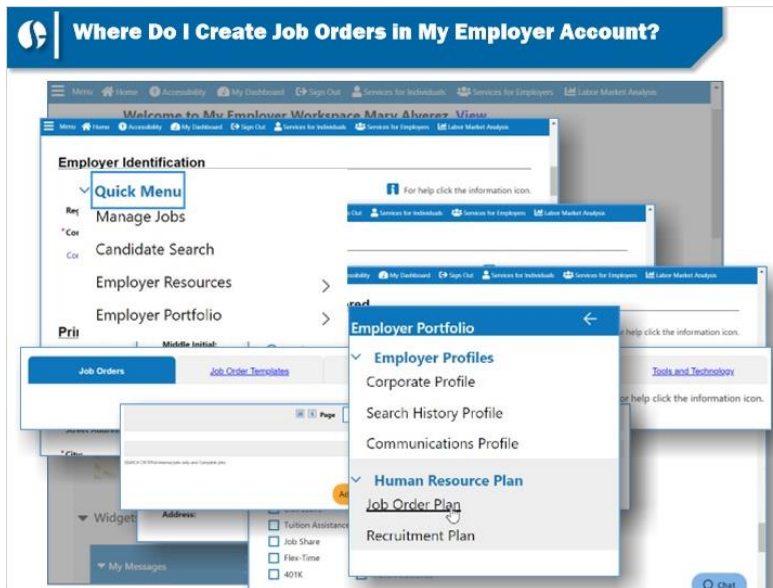 Where Do I Create Job Orders in My Employer Account?
Menu Home Accessibility My Dashboard Sign Out Services for Individuals Services for Employers Labor Market Analysis
Welcome to My Employer Workspace Mary Alverez View
Menu Home Accessibility My Dashboard Sign Out Services for Individuals Services for Employers Labor Market Analysis
Employer Identification
For help click the information icon.
Quick Menu
Manage Jobs
Candidate Search
Employer Resources
Employer Portfolio
Out Services for Individuals Services for Employers Labor Market Analysis
My Dashboard Sign Out Services for Individuals Services for Employers Labor Market Analysis
help click the information icon.
Middle Initial:
Employer Portfolio
Employer Profiles
Corporate Profile
Search History Profile
Communications Profile
Human Resource Plan
Job Order Plan
Recruitment Plan
Job Orders
Job Order Templates
Tools and Technology
help click the information icon.
Page
Address:
Tuition Assistance
Job Share
Flex-Time
401K
Widget
My Messages
Chat